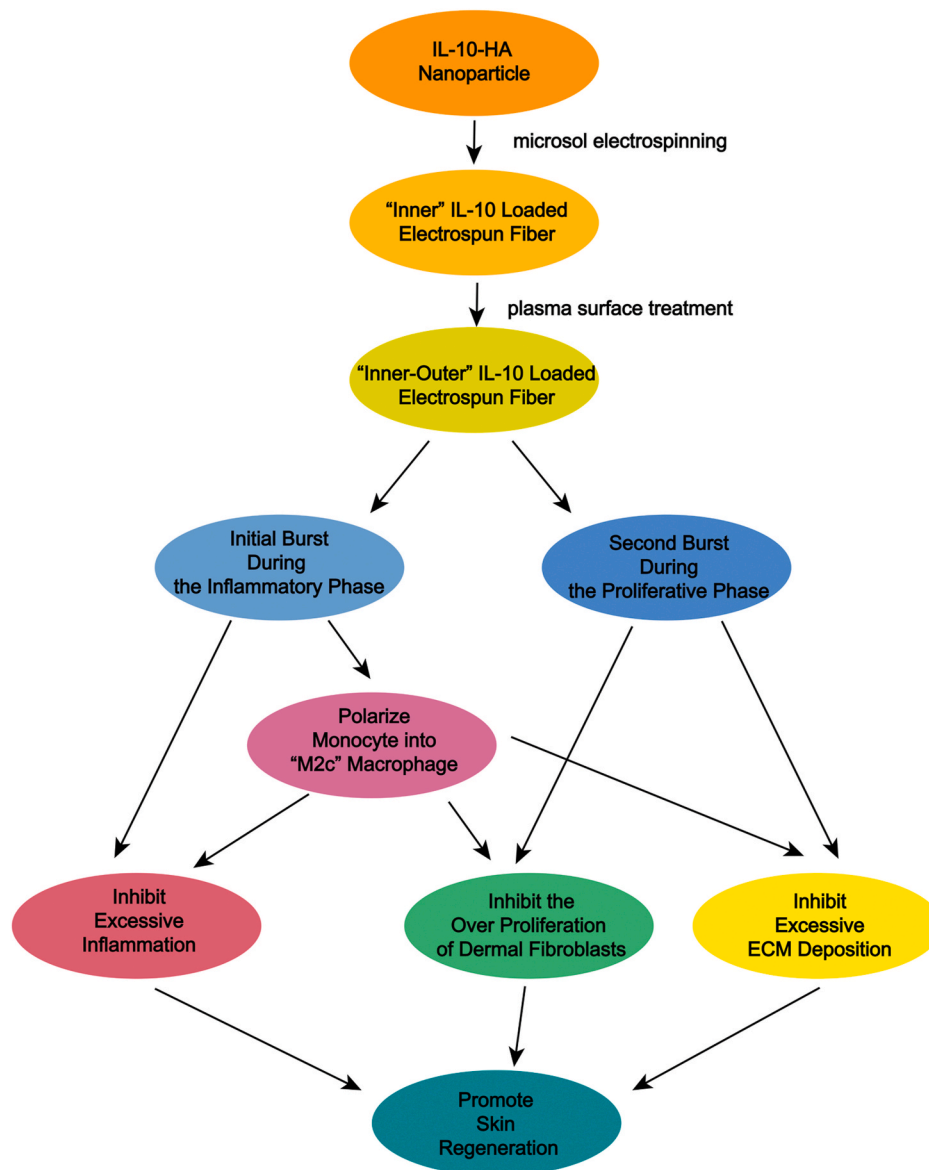 IL-10-HA
Nanoparticle
microsol electrospinning
“Inner” IL-10 Loaded
Electrospun Fiber
plasma surface treatment
“Inner-Outer” IL-10 Loaded
Electrospun Fiber
Initial Burst
During
the Inflammatory Phase
Second Burst
During
the Proliferative Phase
Polarize
Monocyte into
“M2c” Macrophage
Inhibit
Excessive
Inflammation
Inhibit the
Over Proliferation
of Dermal Fibroblasts
Inhibit
Excessive
ECM Deposition
Promote
Skin
Regeneration